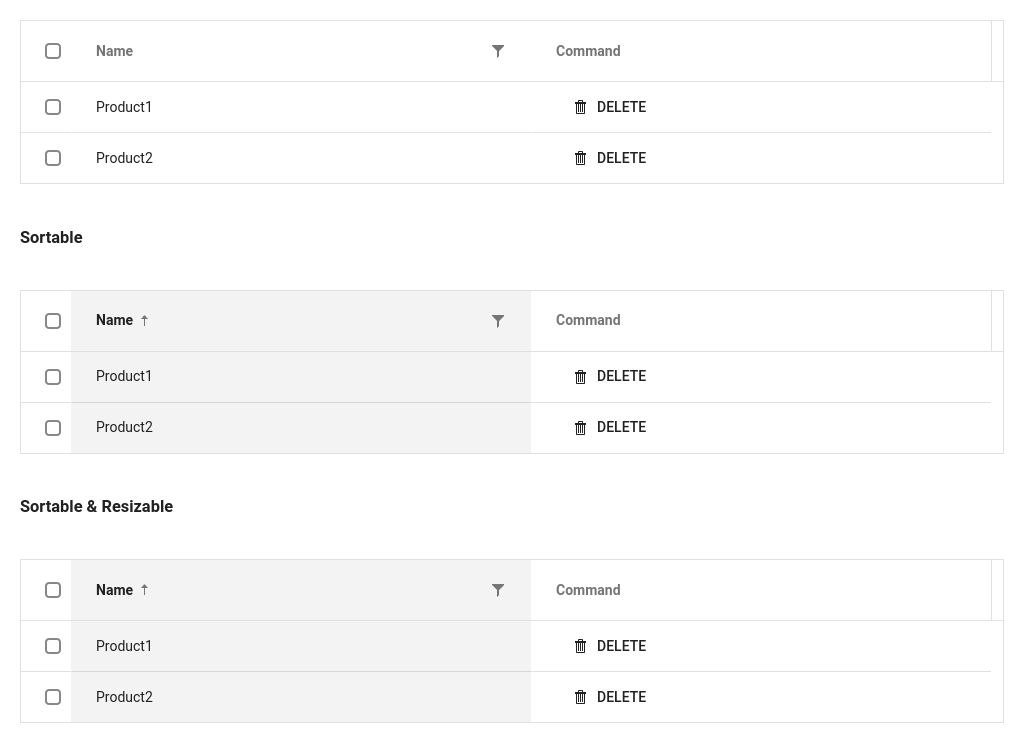 Name Command
Product1 DELETE
Product2 DELETE
Sortable
Name ↑ Command
Product1 DELETE
Product2 DELETE
Sortable & Resizable
Name ↑ Command
Product1 DELETE
Product2 DELETE